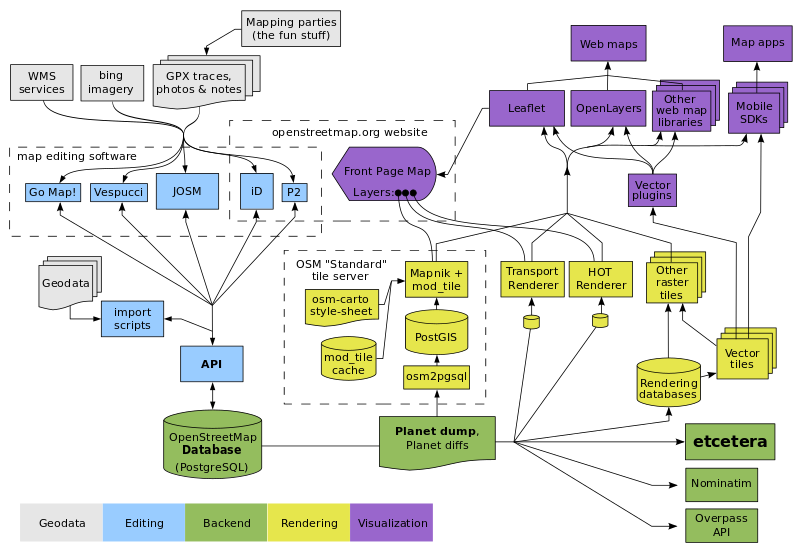 Mapping parties
(the fun stuff)
WMS
services
bing
imagery
GPX traces,
photos & notes
Web maps
Map apps
Leaflet
OpenLayers
Other
web map
libraries
Mobile
SDKs
openstreetmap.org website
map editing software
Front Page Map
Layers:
Go Map!
Vespucci
JOSM
iD
P2
Vector
plugins
Geodata
import
scripts
OSM "Standard"
tile server
osm-carto
style-sheet
mod_tile
cache
Mapnik +
mod_tile
PostGIS
osm2pgsql
Transport
Renderer
HOT
Renderer
Other
raster
tiles
Vector
tiles
Rendering
databases
API
OpenStreetMap
Database
(PostgreSQL)
Planet dump,
Planet diffs
etcetera
Nominatim
Overpass
API
Geodata
Editing
Backend
Rendering
Visualization